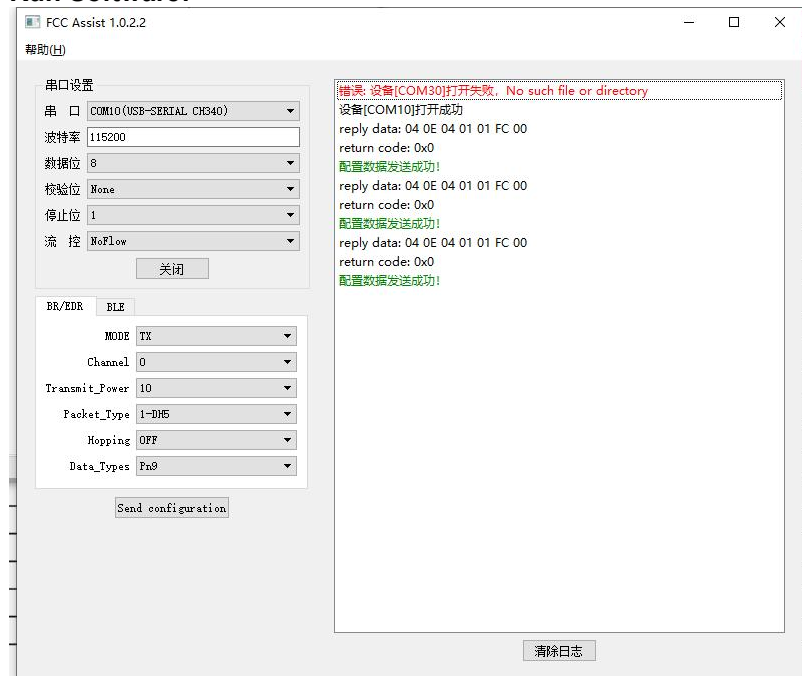 Run Software:
FCC Assist 1.0.2.2
帮助(H)
串口设置
串 口 COM10(USB-SERIAL CH340)
波特率 115200
数据位 8
校验位 None
停止位 1
流 控 NoFlow
关闭
BR/EDR BLE
MODE TX
Channel 0
Transmit_Power 10
Packet_Type 1-DH5
Hopping OFF
Data_Types Pn9
Send configuration
错误: 设备[COM30]打开失败，No such file or directory
设备[COM10]打开成功
reply data: 04 0E 04 01 01 FC 00
return code: 0x0
配置数据发送成功!
reply data: 04 0E 04 01 01 FC 00
return code: 0x0
配置数据发送成功!
reply data: 04 0E 04 01 01 FC 00
return code: 0x0
配置数据发送成功!
清除日志